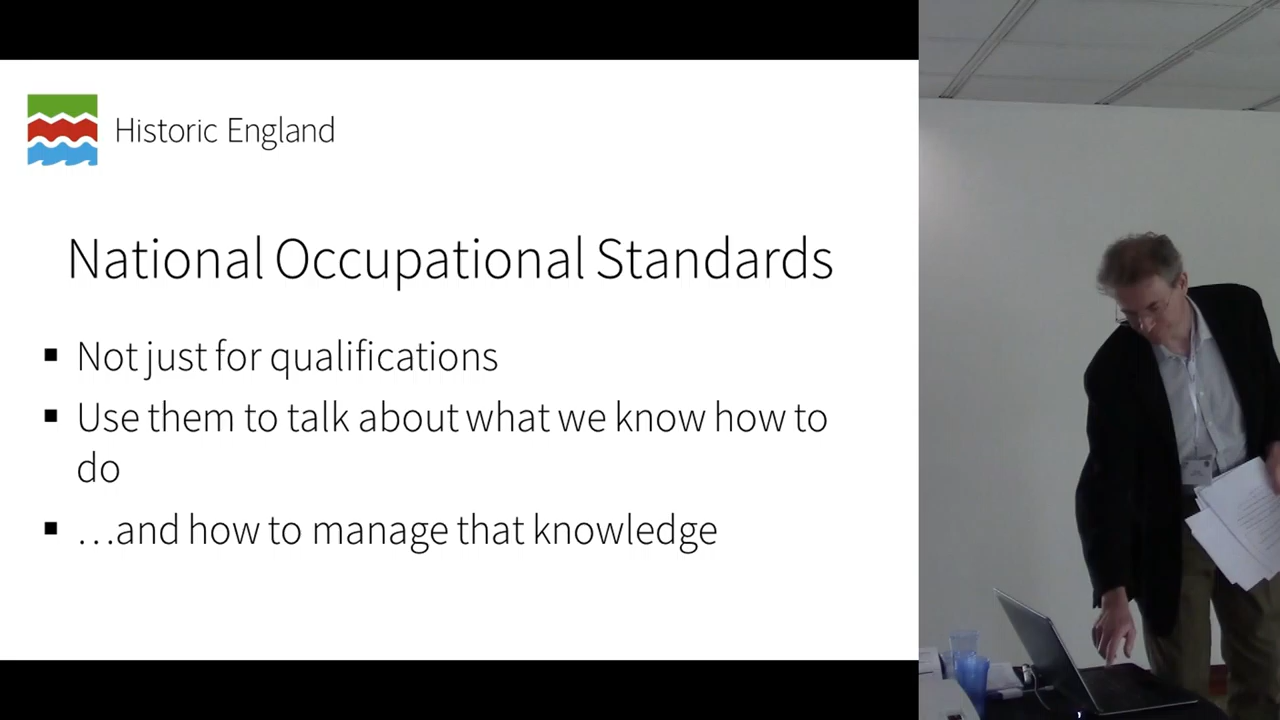 Historic England
National Occupational Standards
▪ Not just for qualifications
▪ Use them to talk about what we know how to
do
▪ …and how to manage that knowledge